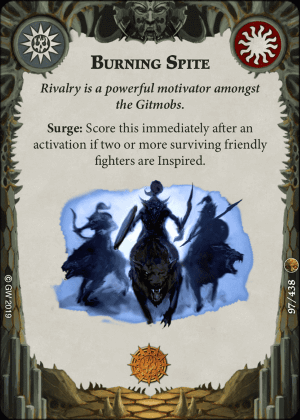 BURNING SPITE
Rivalry is a powerful motivator amongst
the Gitmobs.
Surge: Score this immediately after an
activation if two or more surviving friendly
fighters are Inspired.
© GW 2019
97/438